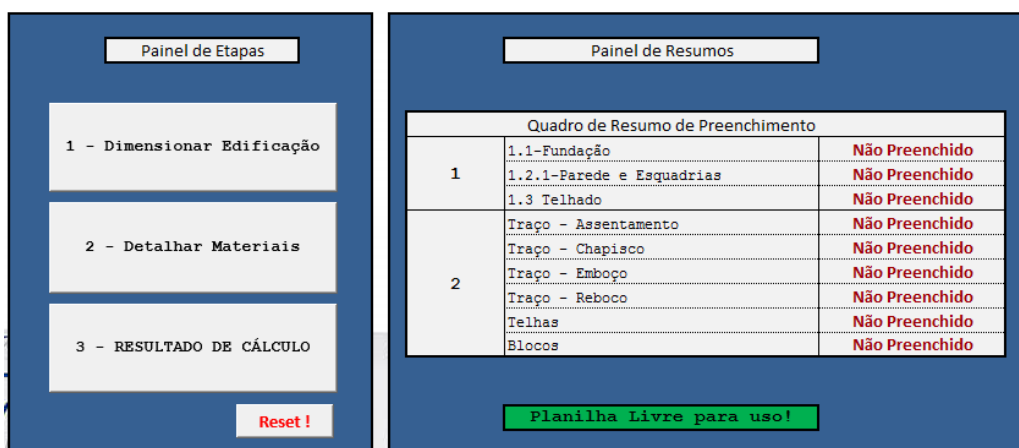 Painel de Etapas
1 - Dimensionar Edificação
2 - Detalhar Materiais
3 - RESULTADO DE CÁLCULO
Reset !
Painel de Resumos
Quadro de Resumo de Preenchimento
1
1.1-Fundação Não Preenchido
1.2.1-Parede e Esquadrias Não Preenchido
1.3 Telhado Não Preenchido
2
Traço - Assentamento Não Preenchido
Traço - Chapisco Não Preenchido
Traço - Emboço Não Preenchido
Traço - Reboco Não Preenchido
Telhas Não Preenchido
Blocos Não Preenchido
Planilha Livre para uso!